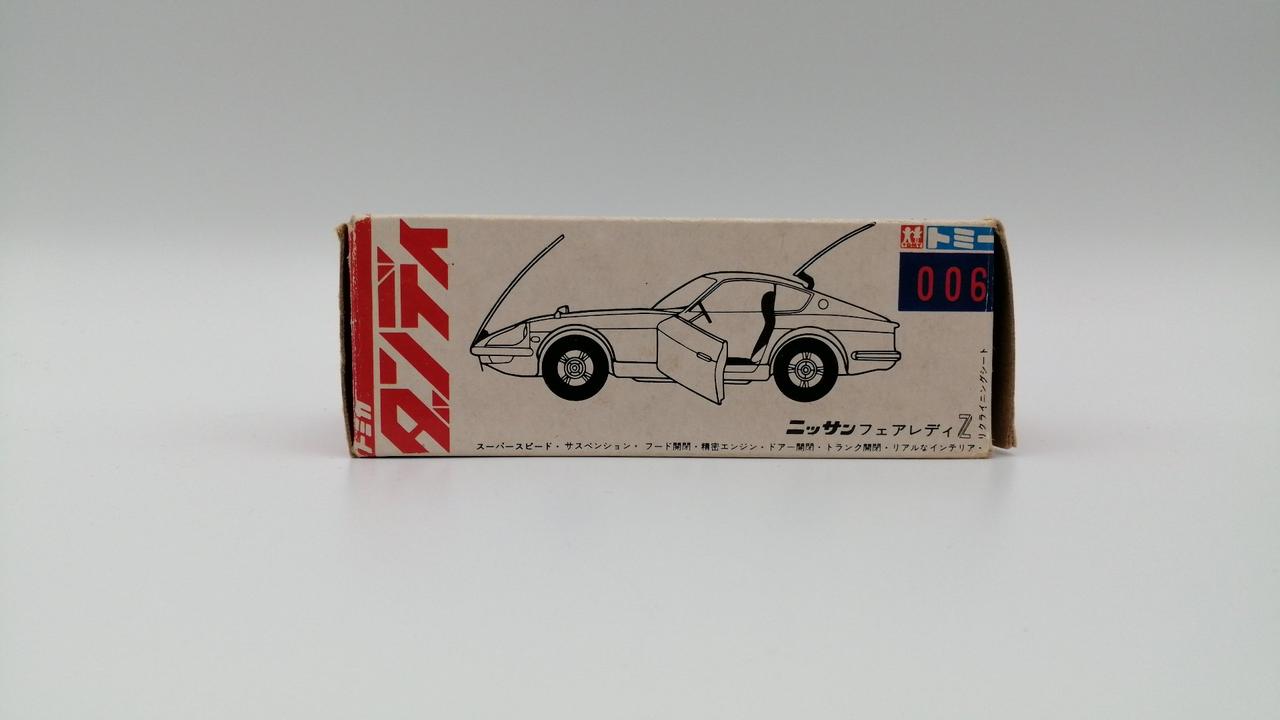 トミカ
ダンディ
トミー
006
ニッサンフェアレディZ
スーパースピード・サスペンション・フード開閉・精密エンジン・ドアー開閉・トランク開閉・リアルなインテリア・
リクライニングシート